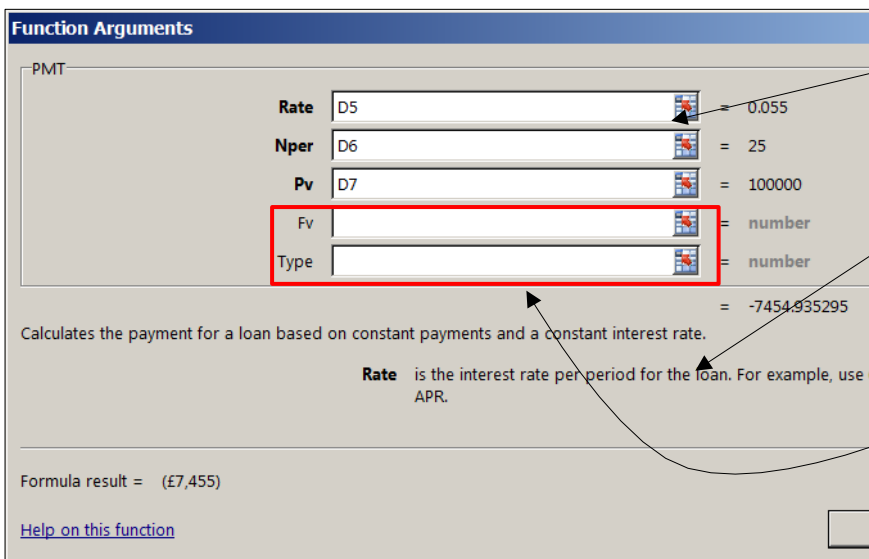 Function Arguments
PMT
Rate D5 = 0.055
Nper D6 = 25
Pv D7 = 100000
Fv = number
Type = number
= -7454.935295
Calculates the payment for a loan based on constant payments and a constant interest rate.
Rate is the interest rate per period for the loan. For example, use
APR.
Formula result = (£7,455)
Help on this function